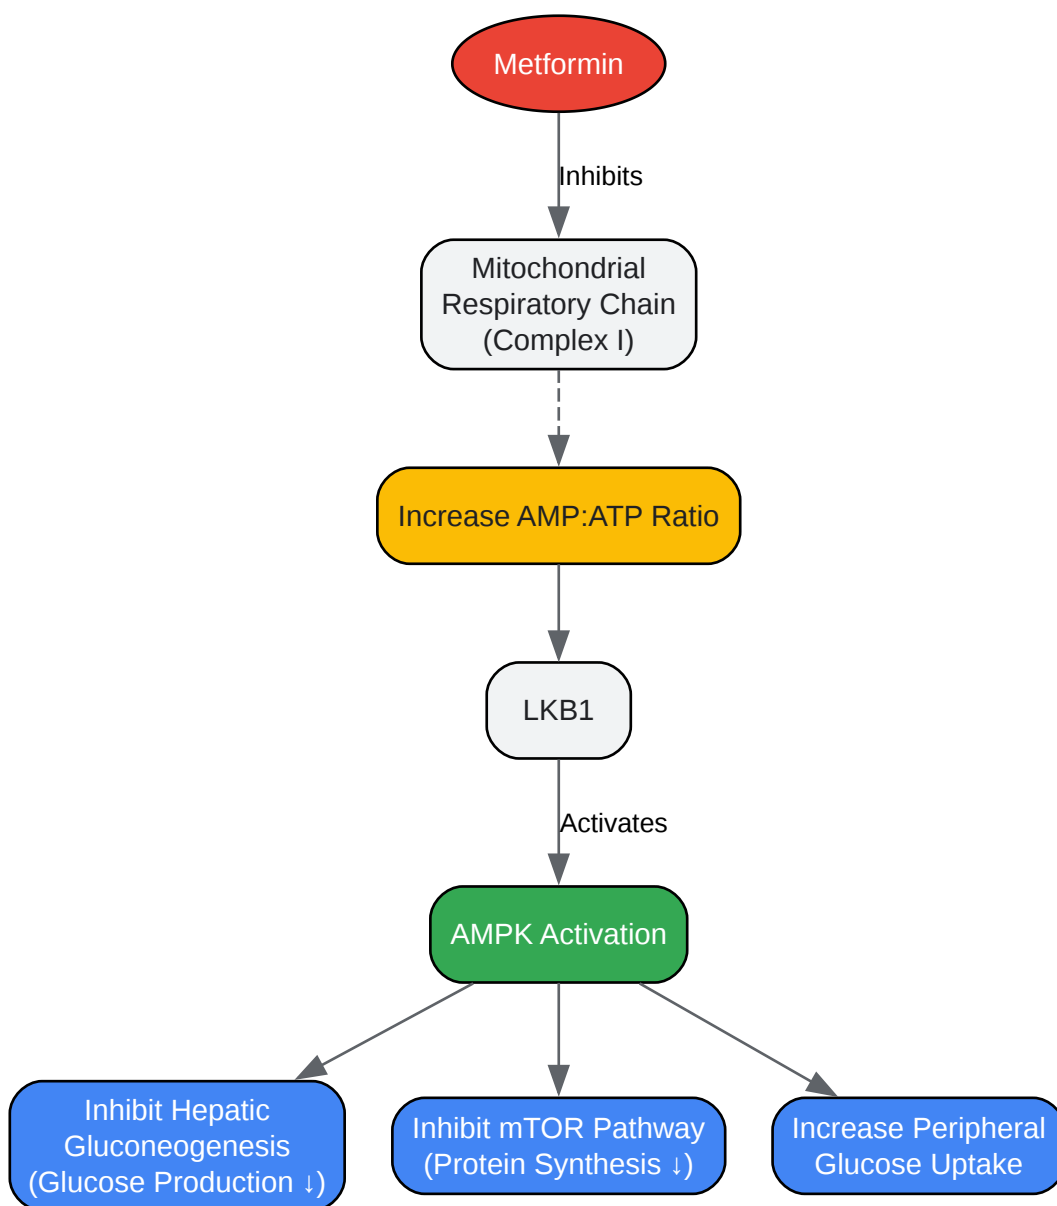 Metformin
Inhibits
Mitochondrial
Respiratory Chain
(Complex I)
Increase AMP:ATP Ratio
LKB1
Activates
AMPK Activation
Inhibit Hepatic
Gluconeogenesis
(Glucose Production ↓)
Inhibit mTOR Pathway
(Protein Synthesis ↓)
Increase Peripheral
Glucose Uptake